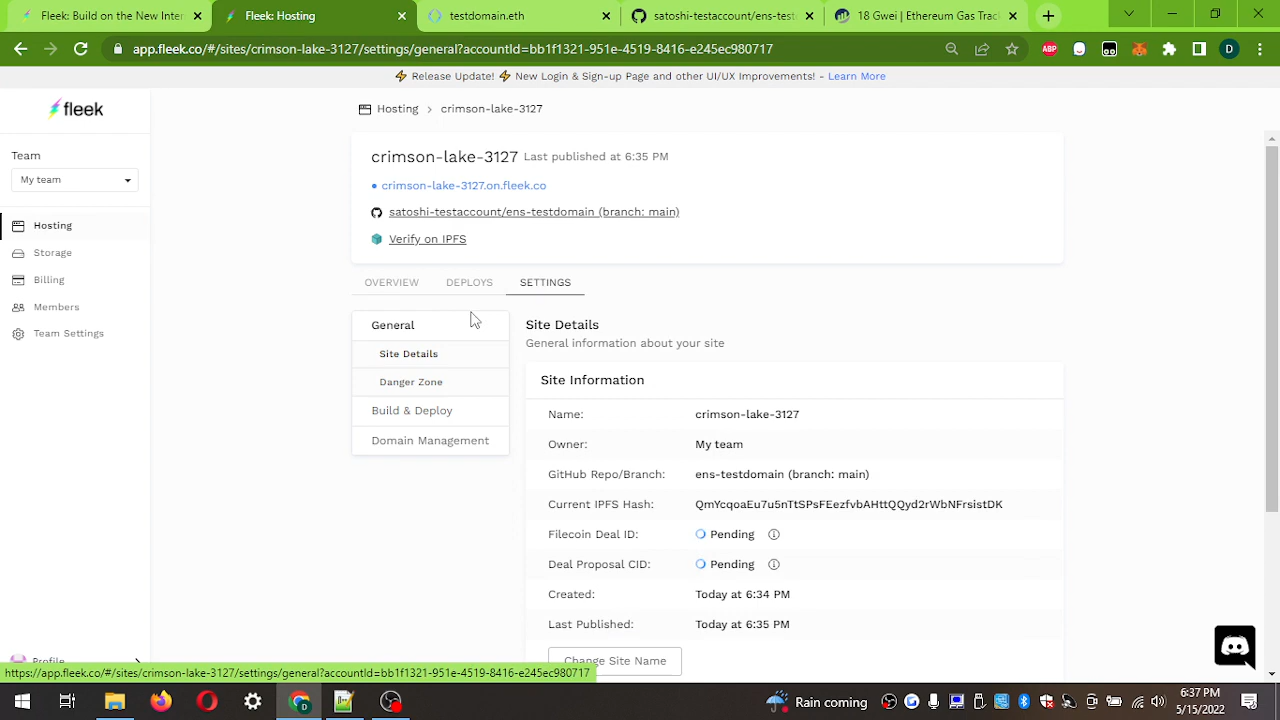 Fleek: Build on the New Inter
Fleek: Hosting
testdomain.eth
satoshi-testaccount/ens-testdo
18 Gwei | Ethereum Gas Track
app.fleek.co/#/sites/crimson-lake-3127/settings/general?accountId=bb1f1321-951e-4519-8416-e245ec980717
ABP
D
⚡ Release Update! ⚡ New Login & Sign-up Page and other UI/UX Improvements! - Learn More
fleek
Hosting > crimson-lake-3127
Team
My team
Hosting
Storage
Billing
Members
Team Settings
Profile
crimson-lake-3127 Last published at 6:35 PM
• crimson-lake-3127.on.fleek.co
satoshi-testaccount/ens-testdomain (branch: main)
Verify on IPFS
OVERVIEW DEPLOYS SETTINGS
General
Site Details
Danger Zone
Build & Deploy
Domain Management
Site Details
General information about your site
Site Information
Name: crimson-lake-3127
Owner: My team
GitHub Repo/Branch: ens-testdomain (branch: main)
Current IPFS Hash: QmYcqoaEu7u5nTtSPsFEezfvbAHttQQyd2rWbNFrsistDK
Filecoin Deal ID: Pending
Deal Proposal CID: Pending
Created: Today at 6:34 PM
Last Published: Today at 6:35 PM
Change Site Name
https://app.fleek.co/#/sites/crimson-lake-3127/settings/general?accountId=bb1f1321-951e-4519-8416-e245ec980717
Rain coming
6:37 PM
5/15/2022